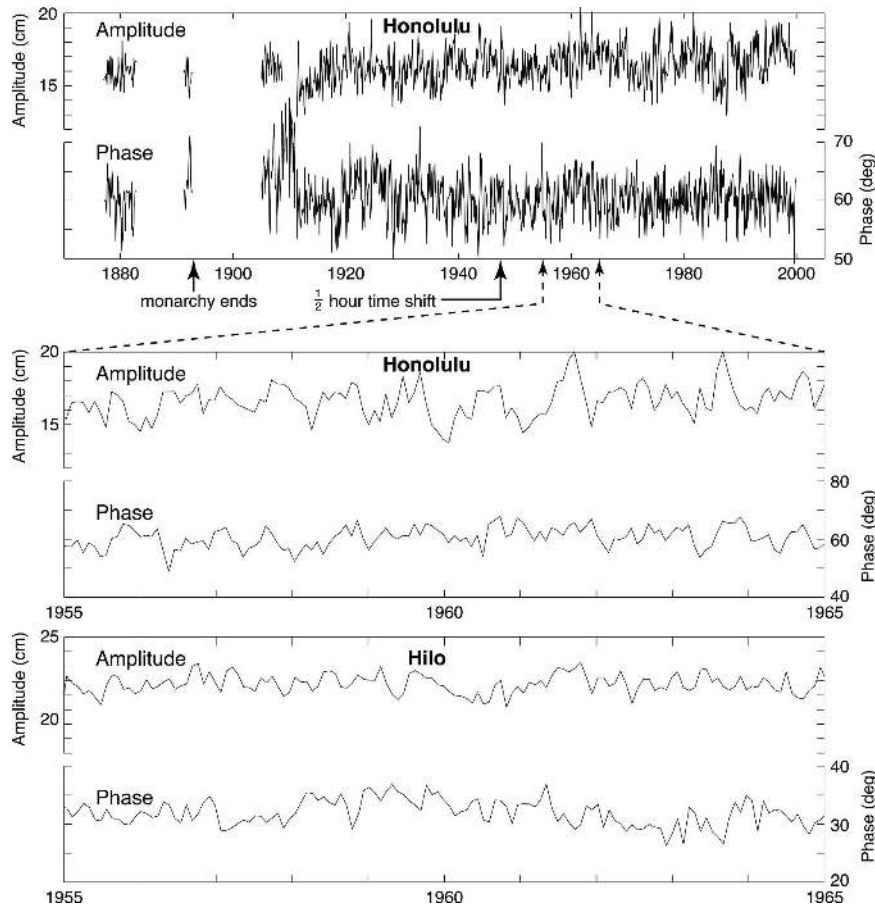 20
Amplitude
Honolulu
Amplitude (cm)
15
70
Phase
60
Phase (deg)
50
1880 1900 1920 1940 1960 1980 2000
monarchy ends
1/2 hour time shift
20
Amplitude
Honolulu
Amplitude (cm)
15
80
Phase
60
Phase (deg)
40
1955 1960 1965
25
Amplitude
Hilo
Amplitude (cm)
20
40
Phase
30
Phase (deg)
20
1955 1960 1965